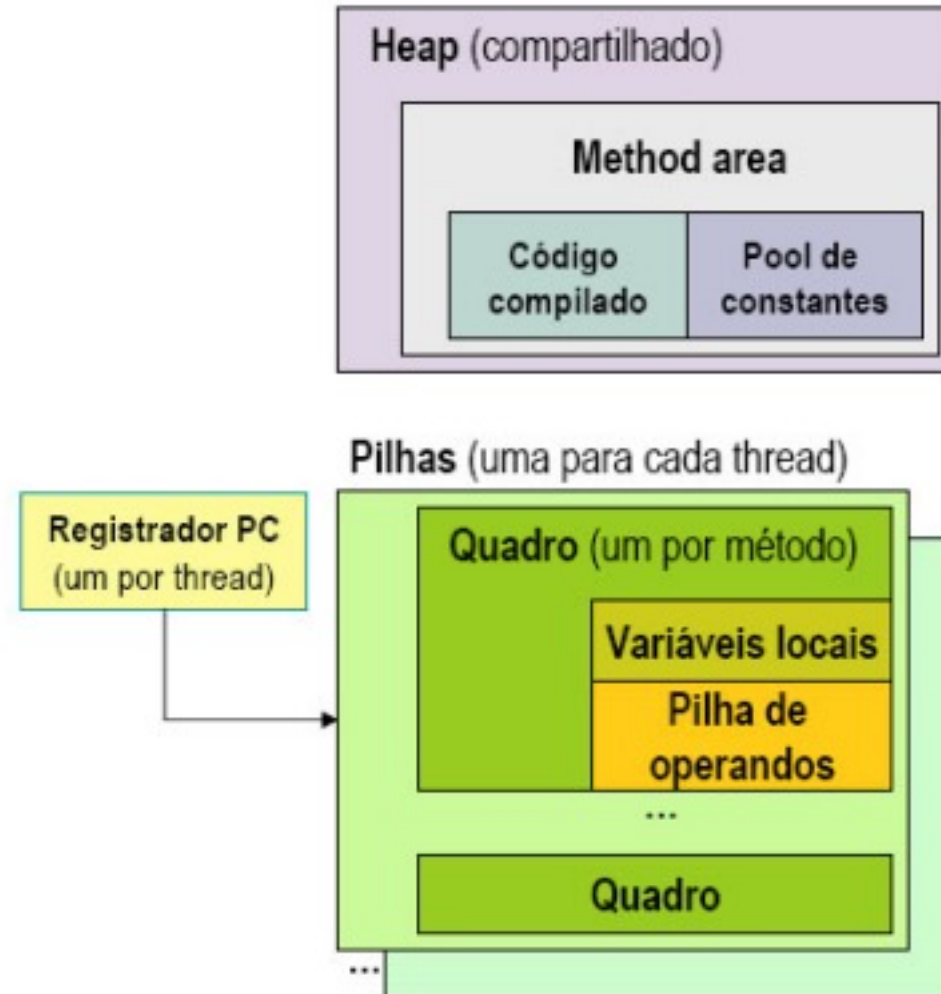 Heap (compartilhado)
Method area
Código
compilado
Pool de
constantes
Pilhas (uma para cada thread)
Registrador PC
(um por thread)
Quadro (um por método)
Variáveis locais
Pilha de
operandos
...
Quadro
...